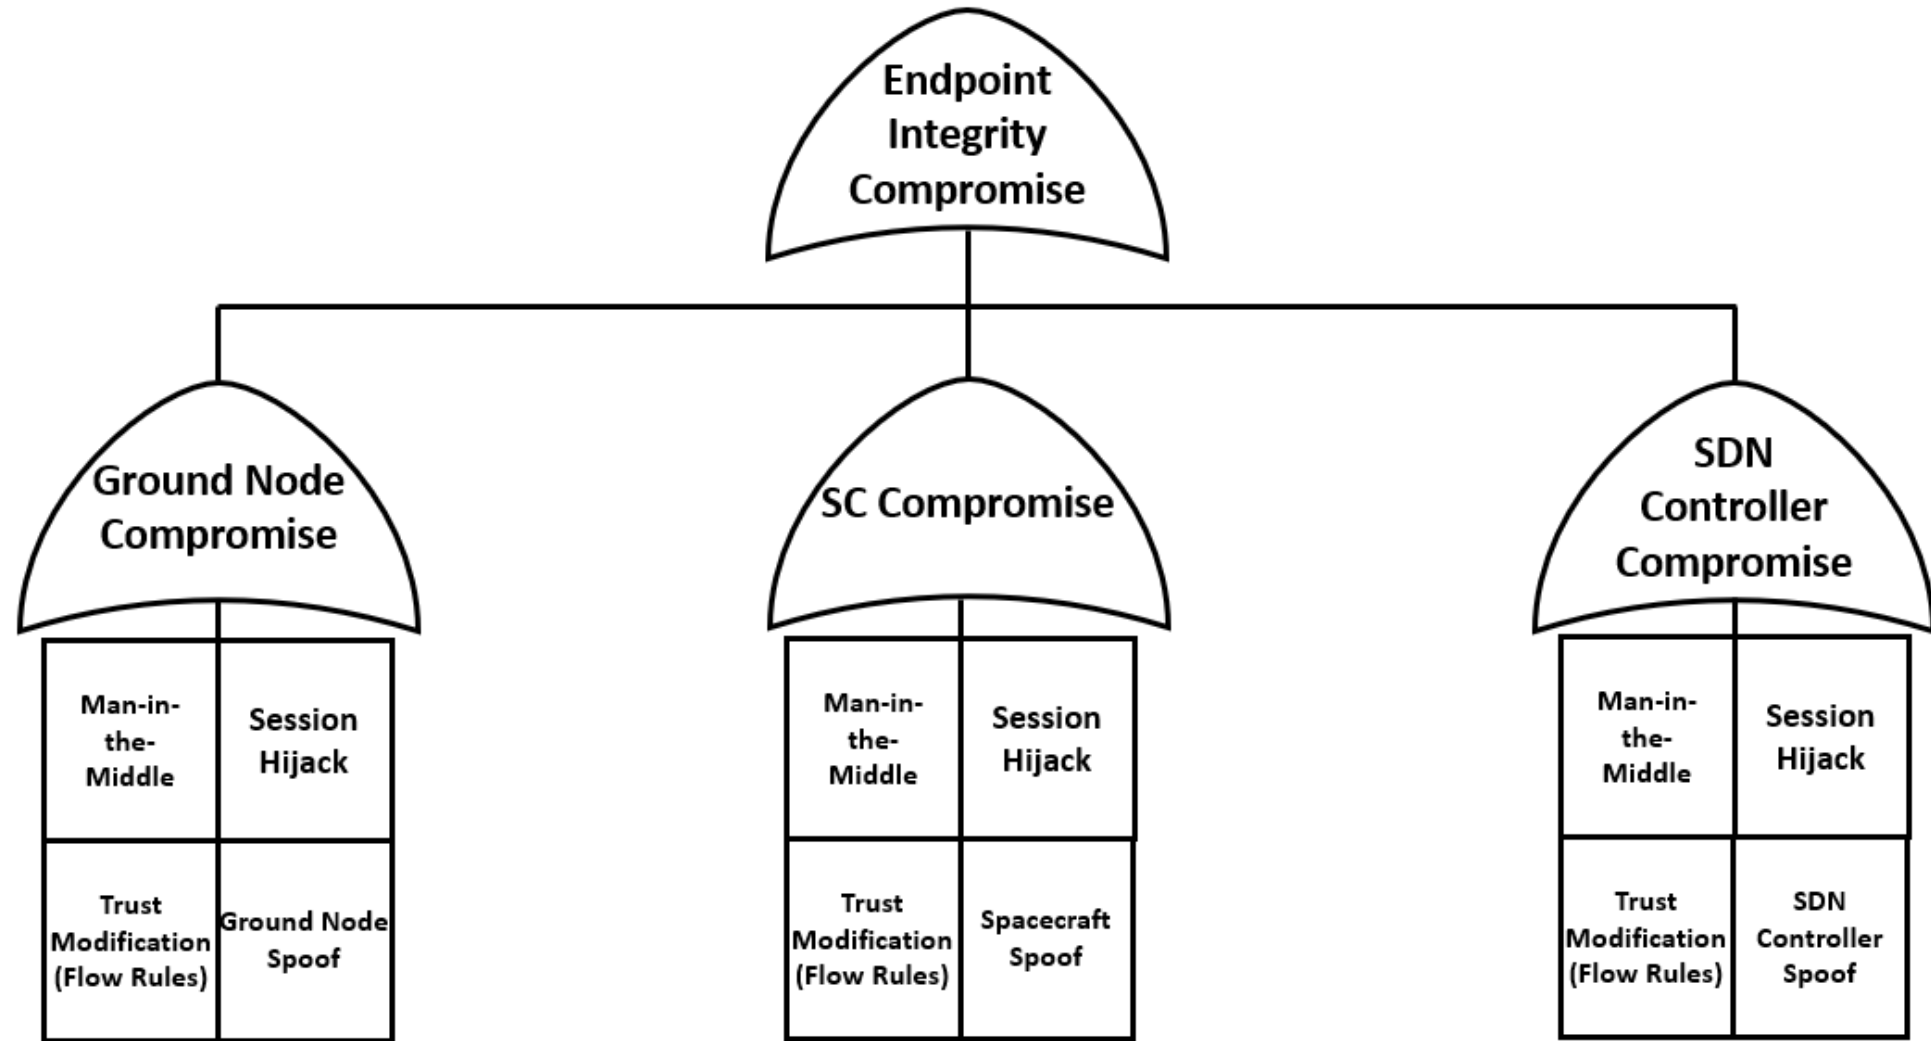 Endpoint
Integrity
Compromise
Ground Node
Compromise
SC Compromise
SDN
Controller
Compromise
Man-in-
the-
Middle
Session
Hijack
Trust
Modification
(Flow Rules)
Ground Node
Spoof
Man-in-
the-
Middle
Session
Hijack
Trust
Modification
(Flow Rules)
Spacecraft
Spoof
Man-in-
the-
Middle
Session
Hijack
Trust
Modification
(Flow Rules)
SDN
Controller
Spoof